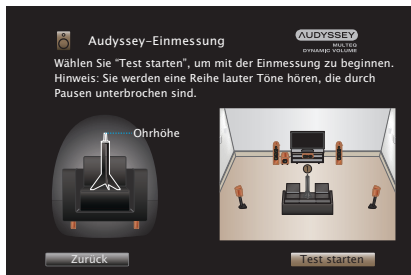 Audyssey-Einmessung
AUDYSSEY
MULTEQ
DYNAMIC VOLUME
Wählen Sie “Test starten”, um mit der Einmessung zu beginnen.
Hinweis: Sie werden eine Reihe lauter Töne hören, die durch
Pausen unterbrochen sind.
Ohrhöhe
Zurück
Test starten